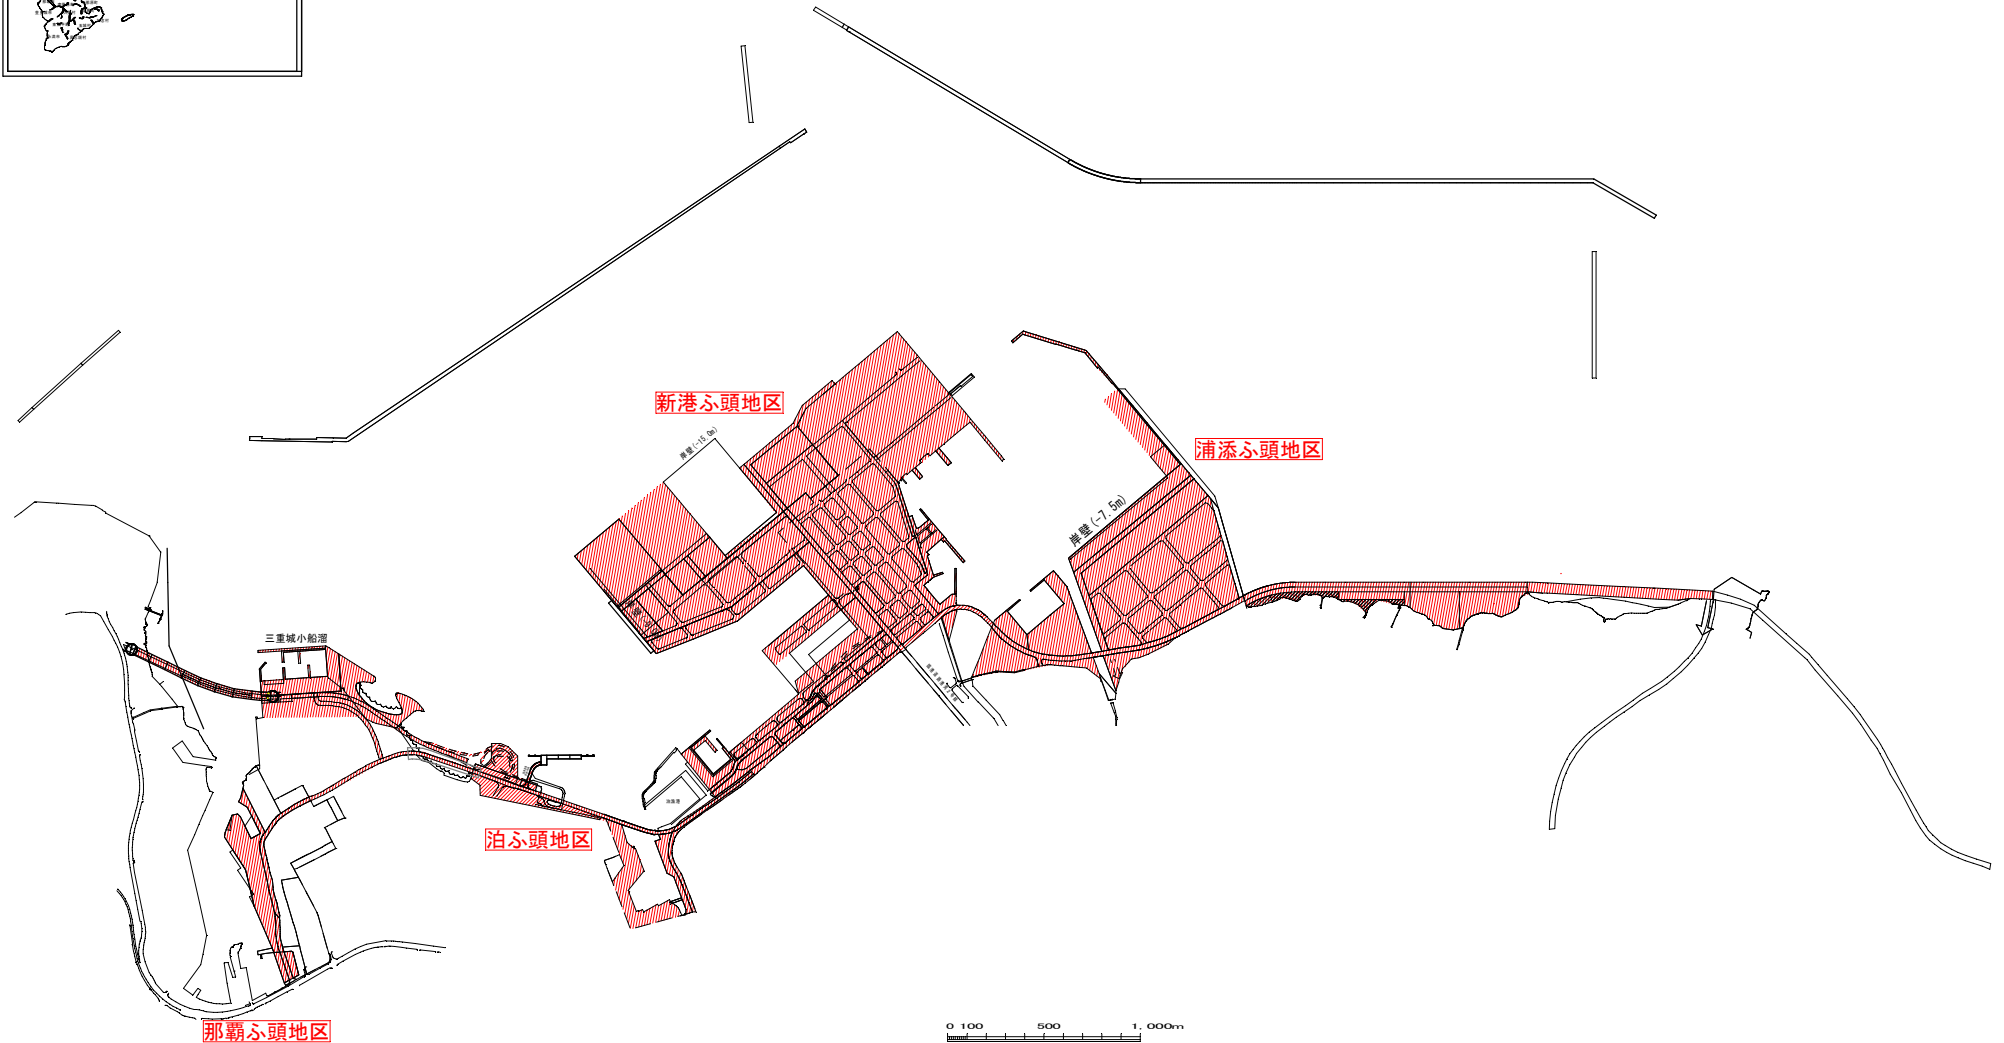 新港ふ頭地区
岸壁(-15.0m)
浦添ふ頭地区
岸壁(-7.5m)
三重城小船溜
泊ふ頭地区
那覇ふ頭地区
0 100 500 1,000m